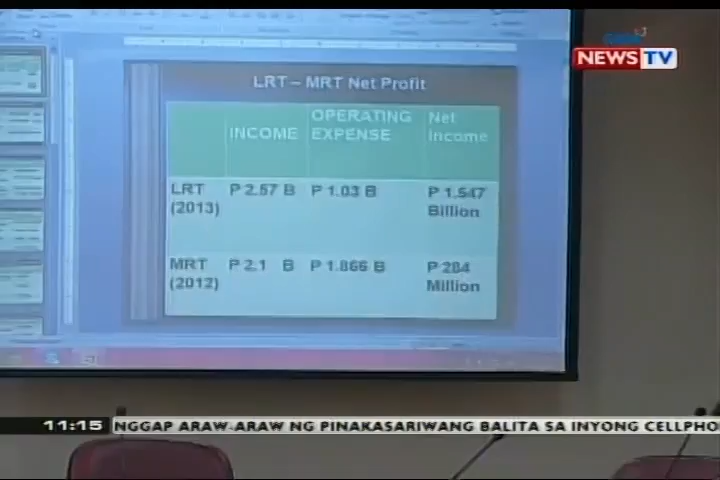 GMA
NEWS TV
LRT – MRT Net Profit
INCOME
OPERATING
EXPENSE
Net
Income
LRT
(2013)
P 2.57 B
P 1.03 B
P 1.547
Billion
MRT
(2012)
P 2.1 B
P 1.866 B
P 284
Million
11:15
NGGAP ARAW-ARAW NG PINAKASARIWANG BALITA SA INYONG CELLPHO